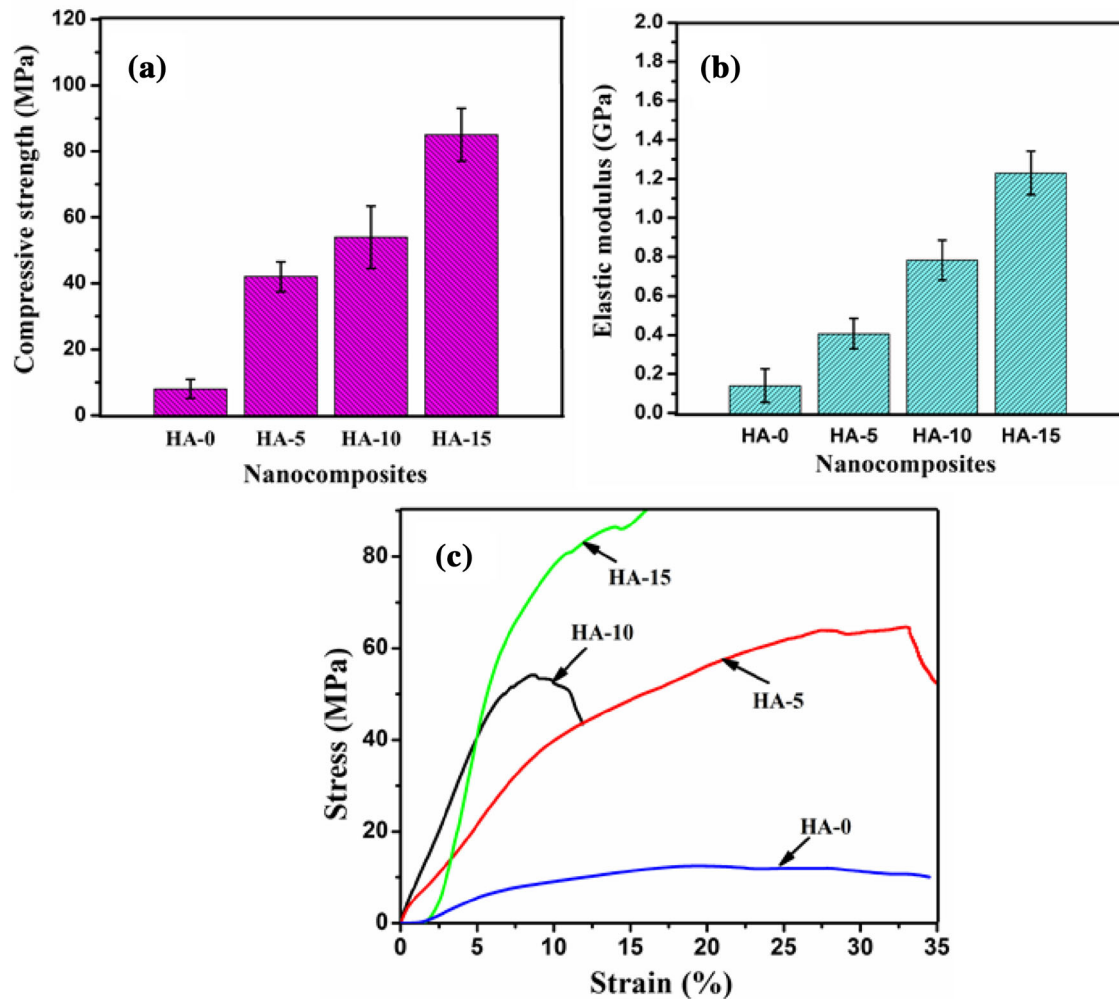 (a)
Compressive strength (MPa)
120
100
80
60
40
20
0
HA-0 HA-5 HA-10 HA-15
Nanocomposites
(b)
Elastic modulus (GPa)
2.0
1.8
1.6
1.4
1.2
1.0
0.8
0.6
0.4
0.2
0.0
HA-0 HA-5 HA-10 HA-15
Nanocomposites
(c)
Stress (MPa)
80
60
40
20
0
HA-15
HA-10
HA-5
HA-0
0 5 10 15 20 25 30 35
Strain (%)